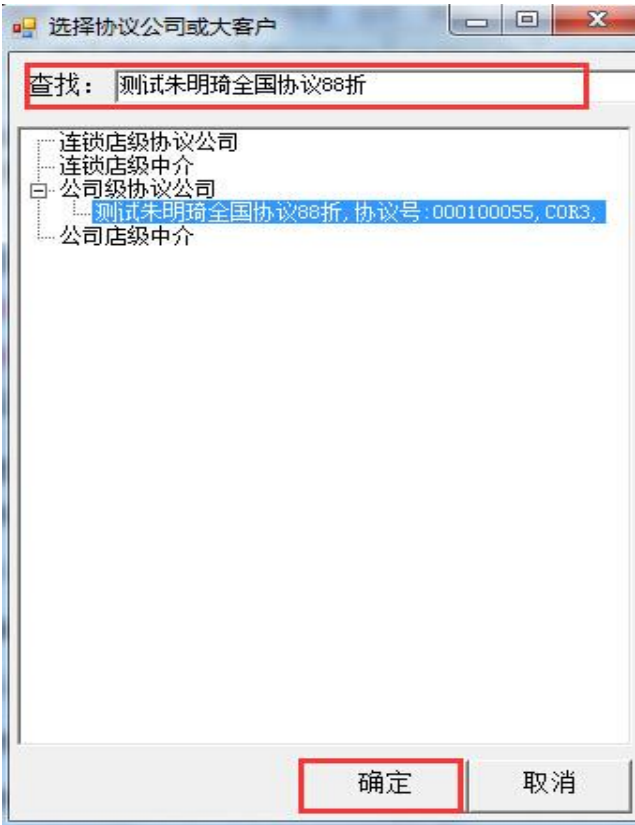 选择协议公司或大客户
查找： 测试朱明琦全国协议88折
连锁店级协议公司
连锁店级中介
公司级协议公司
测试朱明琦全国协议88折,协议号:000100055,COR3,
公司店级中介
确定 取消